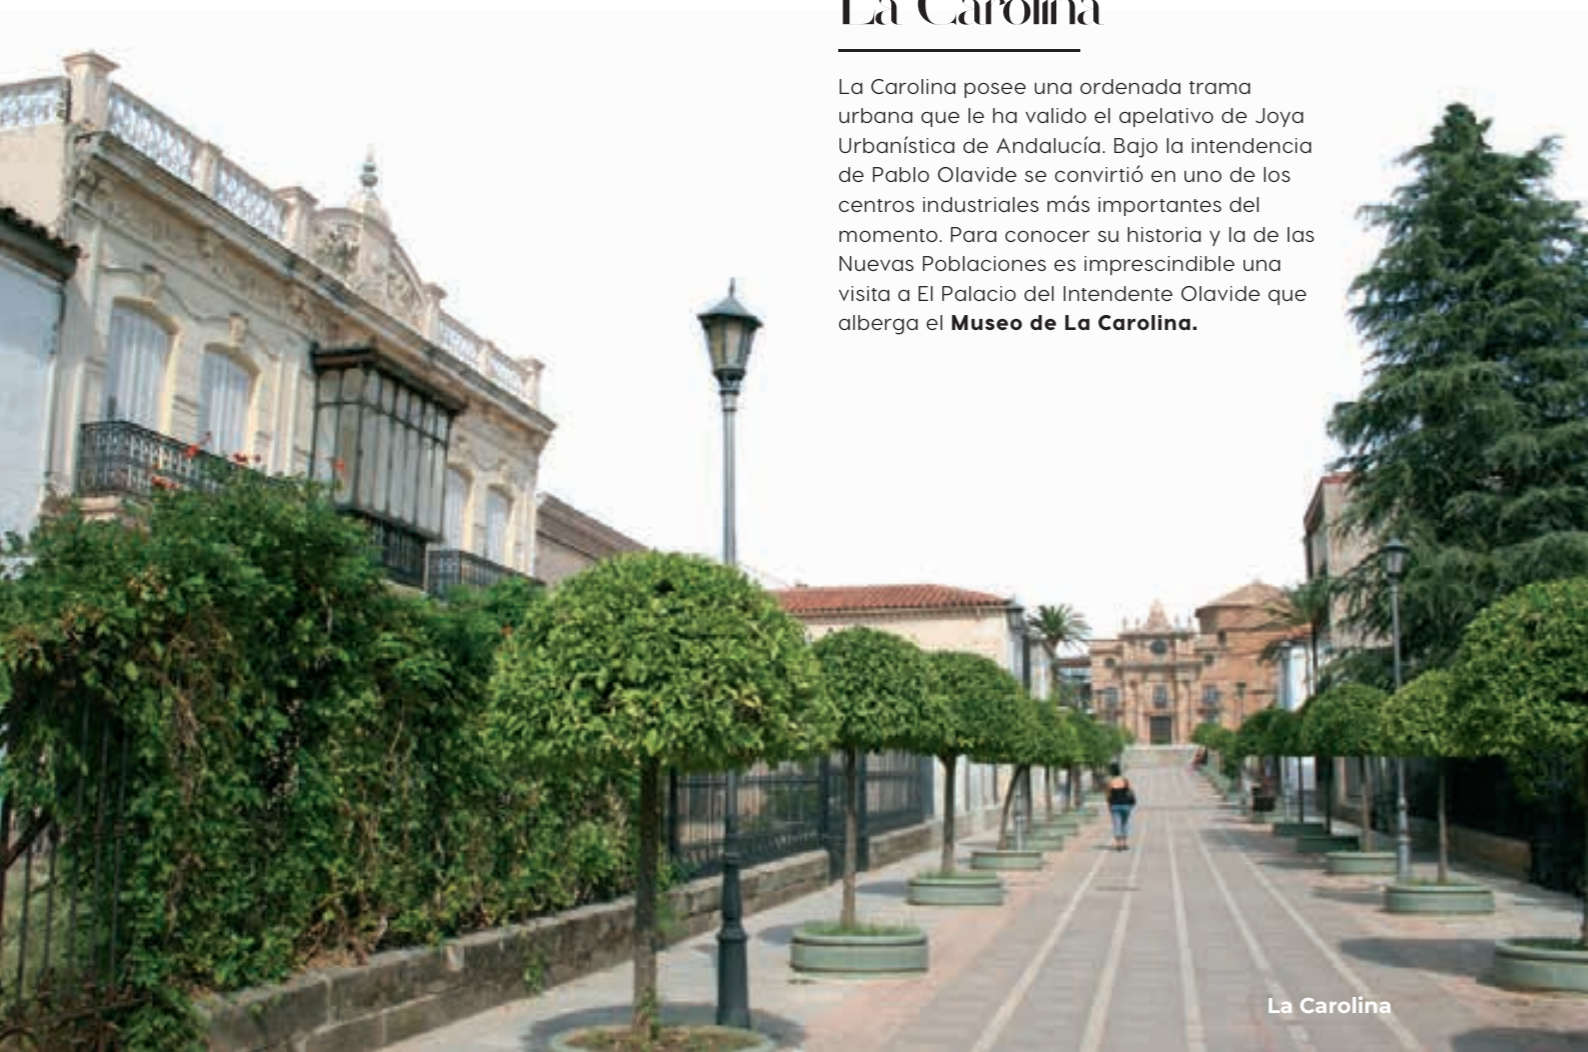 La Carolina
La Carolina posee una ordenada trama
urbana que le ha valido el apelativo de Joya
Urbanística de Andalucía. Bajo la intendencia
de Pablo Olavide se convirtió en uno de los
centros industriales más importantes del
momento. Para conocer su historia y la de las
Nuevas Poblaciones es imprescindible una
visita a El Palacio del Intendente Olavide que
alberga el Museo de La Carolina.
La Carolina